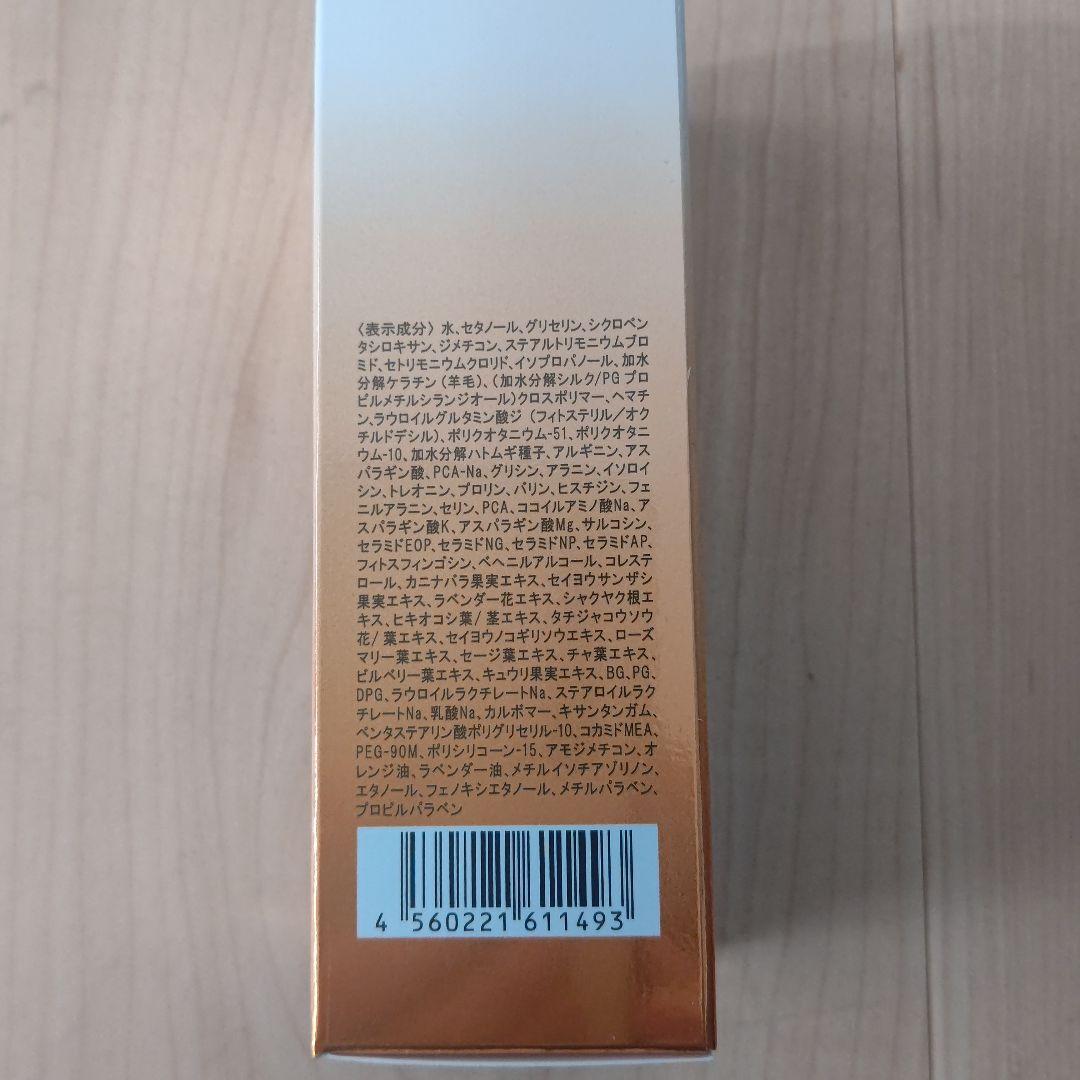 〈表示成分〉水、セタノール、グリセリン、シクロペン
タシロキサン、ジメチコン、ステアルトリモニウムブロ
ミド、セトリモニウムクロリド、イソプロパノール、加水
分解ケラチン（羊毛）、（加水分解シルク/PG プロ
ピルメチルシランジオール)クロスポリマー、ヘマチ
ン、ラウロイルグルタミン酸ジ（フィトステリル／オク
チルドデシル）、ポリクオタニウム-51、ポリクオタニ
ウム-10、加水分解ハトムギ種子、アルギニン、アス
パラギン酸、PCA-Na、グリシン、アラニン、イソロイ
シン、トレオニン、プロリン、バリン、ヒスチジン、フェ
ニルアラニン、セリン、PCA、ココイルアミノ酸Na、ア
スパラギン酸K、アスパラギン酸Mg、サルコシン、
セラミドEOP、セラミドNG、セラミドNP、セラミドAP、
フィトスフィンゴシン、ベヘニルアルコール、コレステ
ロール、カニナバラ果実エキス、セイヨウサンザシ
果実エキス、ラベンダー花エキス、シャクヤク根エ
キス、ヒキオコシ葉/ 茎エキス、タチジャコウソウ
花/ 葉エキス、セイヨウノコギリソウエキス、ローズ
マリー葉エキス、セージ葉エキス、チャ葉エキス、
ビルベリー葉エキス、キュウリ果実エキス、BG、PG、
DPG、ラウロイルラクチレートNa、ステアロイルラク
チレートNa、乳酸Na、カルボマー、キサンタンガム、
ペンタステアリン酸ポリグリセリル-10、コカミドMEA、
PEG-90M、ポリシリコーン-15、アモジメチコン、オ
レンジ油、ラベンダー油、メチルイソチアゾリノン、
エタノール、フェノキシエタノール、メチルパラベン、
プロピルパラベン
4 560221 611493